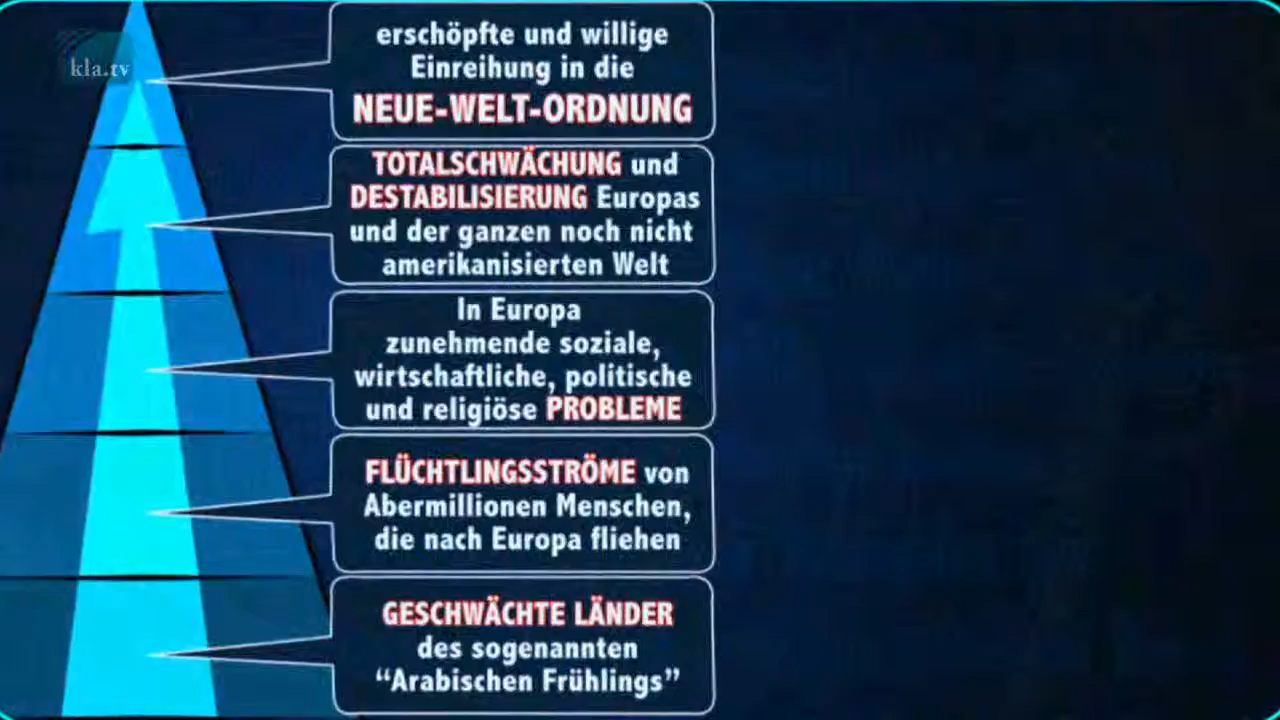 kla.tv
erschöpfte und willige
Einreihung in die
NEUE-WELT-ORDNUNG
TOTALSCHWÄCHUNG und
DESTABILISIERUNG Europas
und der ganzen noch nicht
amerikanisierten Welt
In Europa
zunehmende soziale,
wirtschaftliche, politische
und religiöse PROBLEME
FLÜCHTLINGSSTRÖME von
Abermillionen Menschen,
die nach Europa fliehen
GESCHWÄCHTE LÄNDER
des sogenannten
“Arabischen Frühlings”